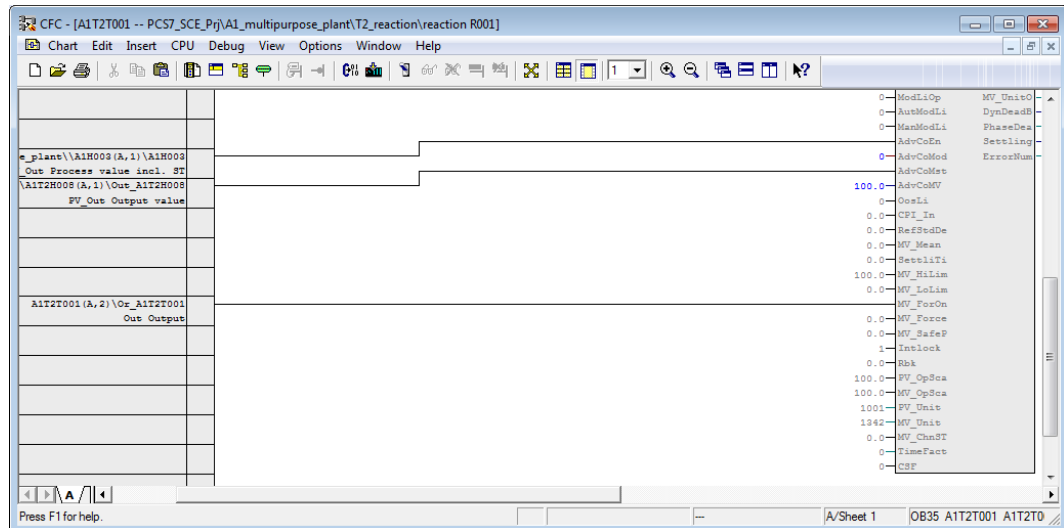 CFC - [A1T2T001 -- PCS7_SCE_Prj\A1_multipurpose_plant\T2_reaction\reaction R001]
Chart Edit Insert CPU Debug View Options Window Help
1
0 ModLiOp MV_UnitO
0 AutModLi DynDeadB
0 ManModLi PhaseDea
AdvCoEn Settling
e_plant\\A1H003(A,1)\A1H003 0 AdvCoMod ErrorNum
_Out Process value incl. ST AdvCoMst
\A1T2H008(A,1)\Out_A1T2H008 100.0 AdvCoMV
PV_Out Output value 0 OosLi
0.0 CPI_In
0.0 RefStdDe
0.0 MV_Mean
0.0 SettliTi
100.0 MV_HiLim
0.0 MV_LoLim
A1T2T001(A,2)\Or_A1T2T001 MV_ForOn
Out Output 0.0 MV_Force
0.0 MV_SafeP
1 Intlock
0.0 Rbk
100.0 PV_OpSca
100.0 MV_OpSca
1001 PV_Unit
1342 MV_Unit
0.0 MV_ChnST
0 TimeFact
0 CSF
A
Press F1 for help. --- A/Sheet 1 OB35 A1T2T001 A1T2T0